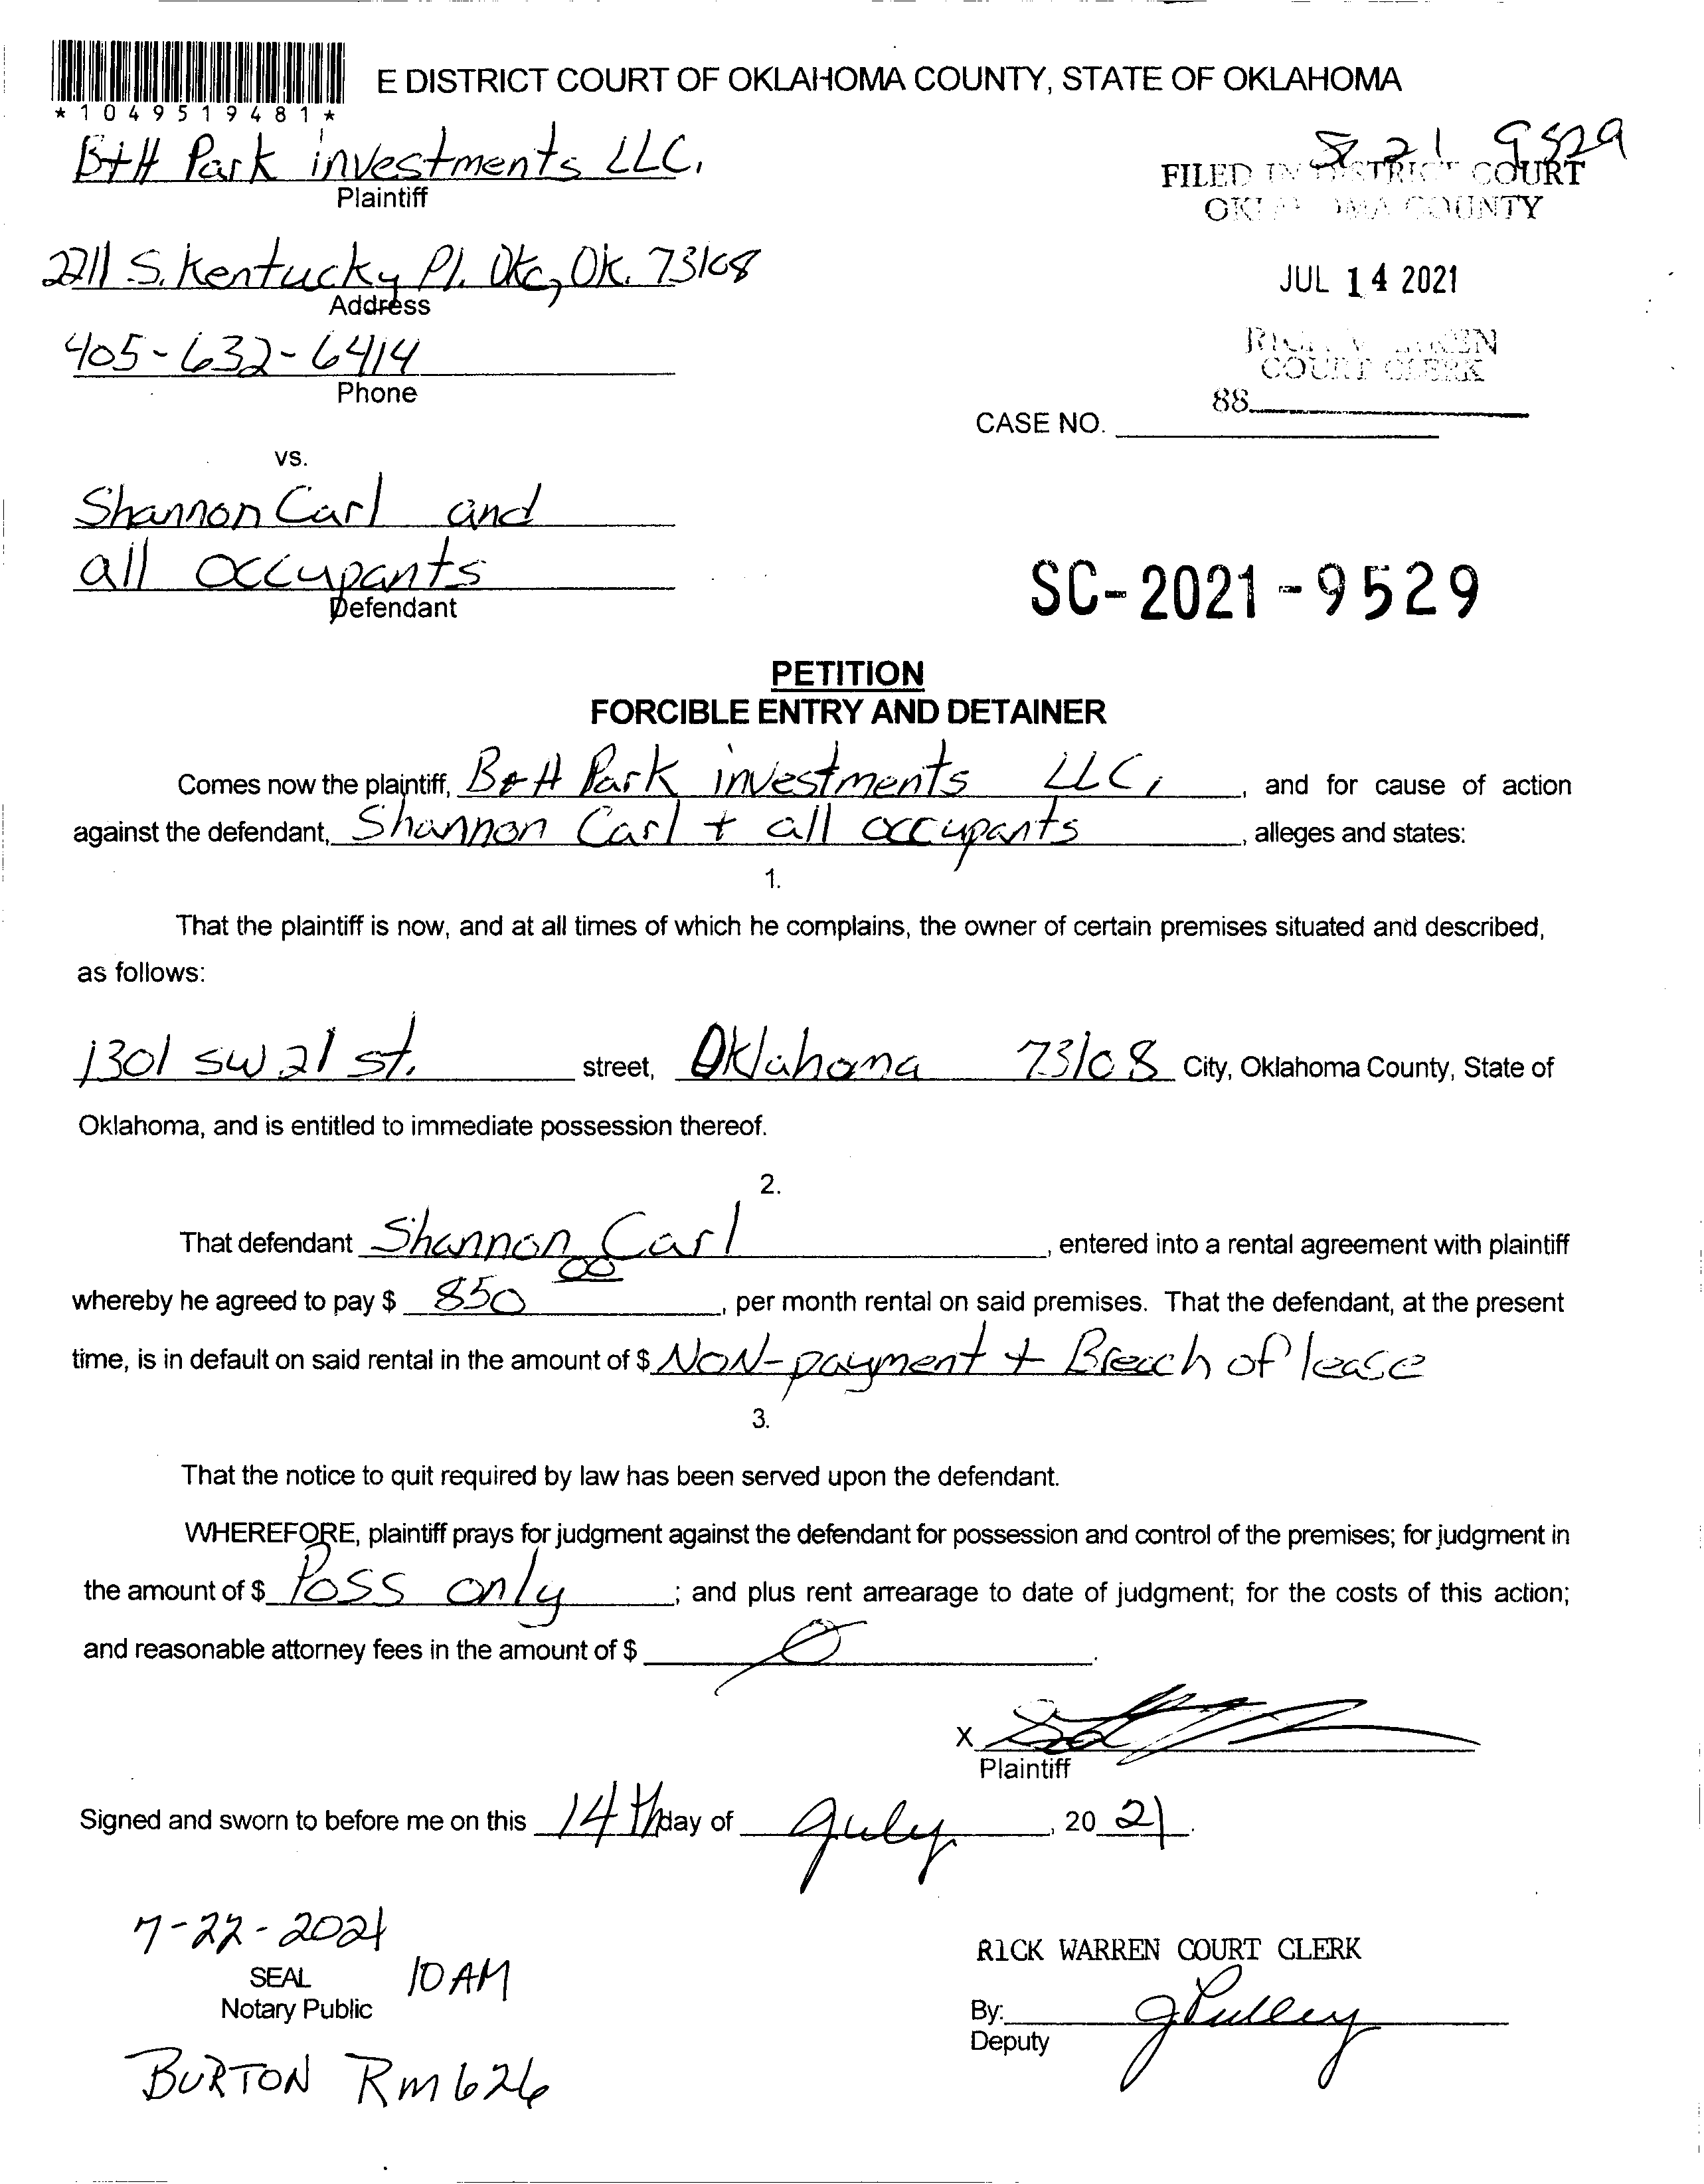 E DISTRICT COURT OF OKLAHOMA COUNTY, STATE OF OKLAHOMA
*1049519481*
B+H Park investments LLC.
Plaintiff
SC 21 9529
FILED IN DISTRICT COURT
OKLAHOMA COUNTY
2211 S. Kentucky Pl. Okc, OK. 73108
Address
JUL 14 2021
405-632-6414
Phone
COURT CLERK
88
CASE NO.
vs.
Shannon Carl and
all occupants
Defendant
SC-2021-9529
PETITION
FORCIBLE ENTRY AND DETAINER
Comes now the plaintiff, B+H Park investments LLC, , and for cause of action
against the defendant, Shannon Carl + all occupants , alleges and states:
1.
That the plaintiff is now, and at all times of which he complains, the owner of certain premises situated and described,
as follows:
1301 SW 21 st. street, Oklahoma 73108 City, Oklahoma County, State of
Oklahoma, and is entitled to immediate possession thereof.
2.
That defendant Shannon Carl , entered into a rental agreement with plaintiff
whereby he agreed to pay $ 850 00 , per month rental on said premises. That the defendant, at the present
time, is in default on said rental in the amount of $ NON-payment + Breach of lease
3.
That the notice to quit required by law has been served upon the defendant.
WHEREFORE, plaintiff prays for judgment against the defendant for possession and control of the premises; for judgment in
the amount of $ Poss only ; and plus rent arrearage to date of judgment; for the costs of this action;
and reasonable attorney fees in the amount of $ 0 .
X
Plaintiff
Signed and sworn to before me on this 14th day of July , 20 21 .
7-22-2021
SEAL 10 AM
Notary Public
RICK WARREN COURT CLERK
By: J Pulley
Deputy
BURTON Rm 626